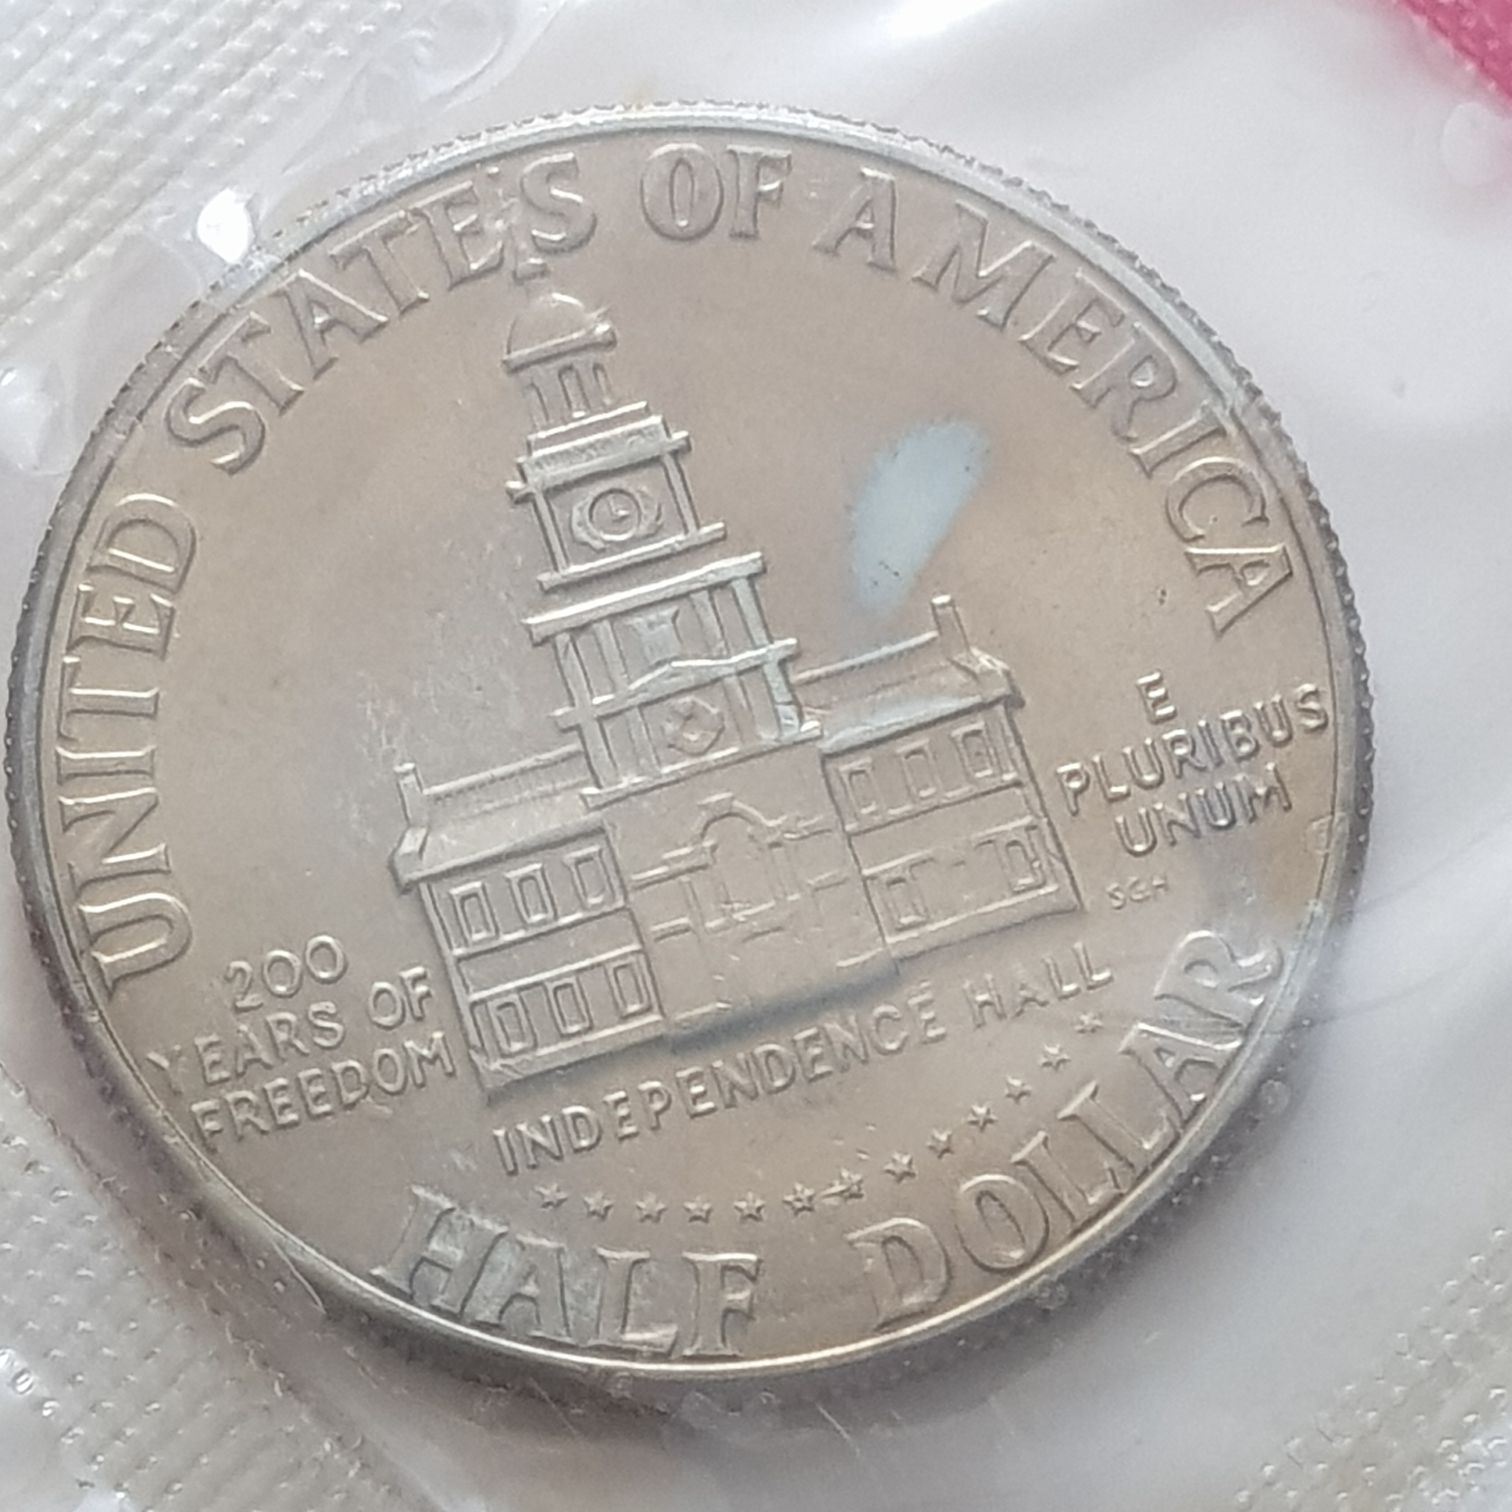 UNITED STATES OF AMERICA
200
YEARS OF
FREEDOM
E
PLURIBUS
UNUM
SGH
INDEPENDENCE HALL
HALF DOLLAR